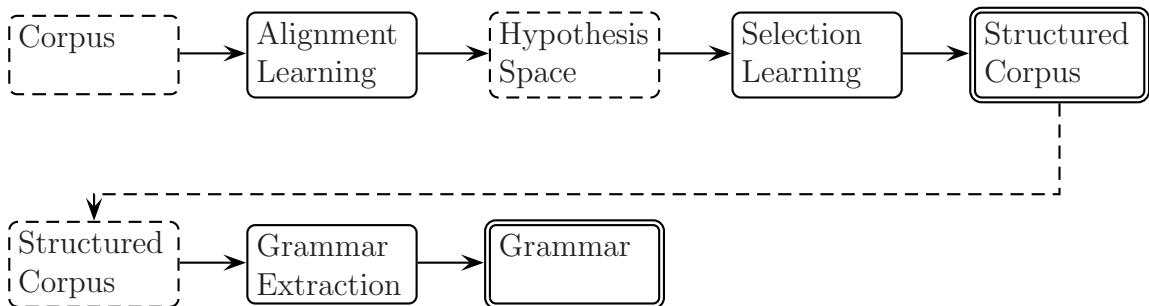 Corpus
Alignment
Learning
Hypothesis
Space
Selection
Learning
Structured
Corpus
Structured
Corpus
Grammar
Extraction
Grammar